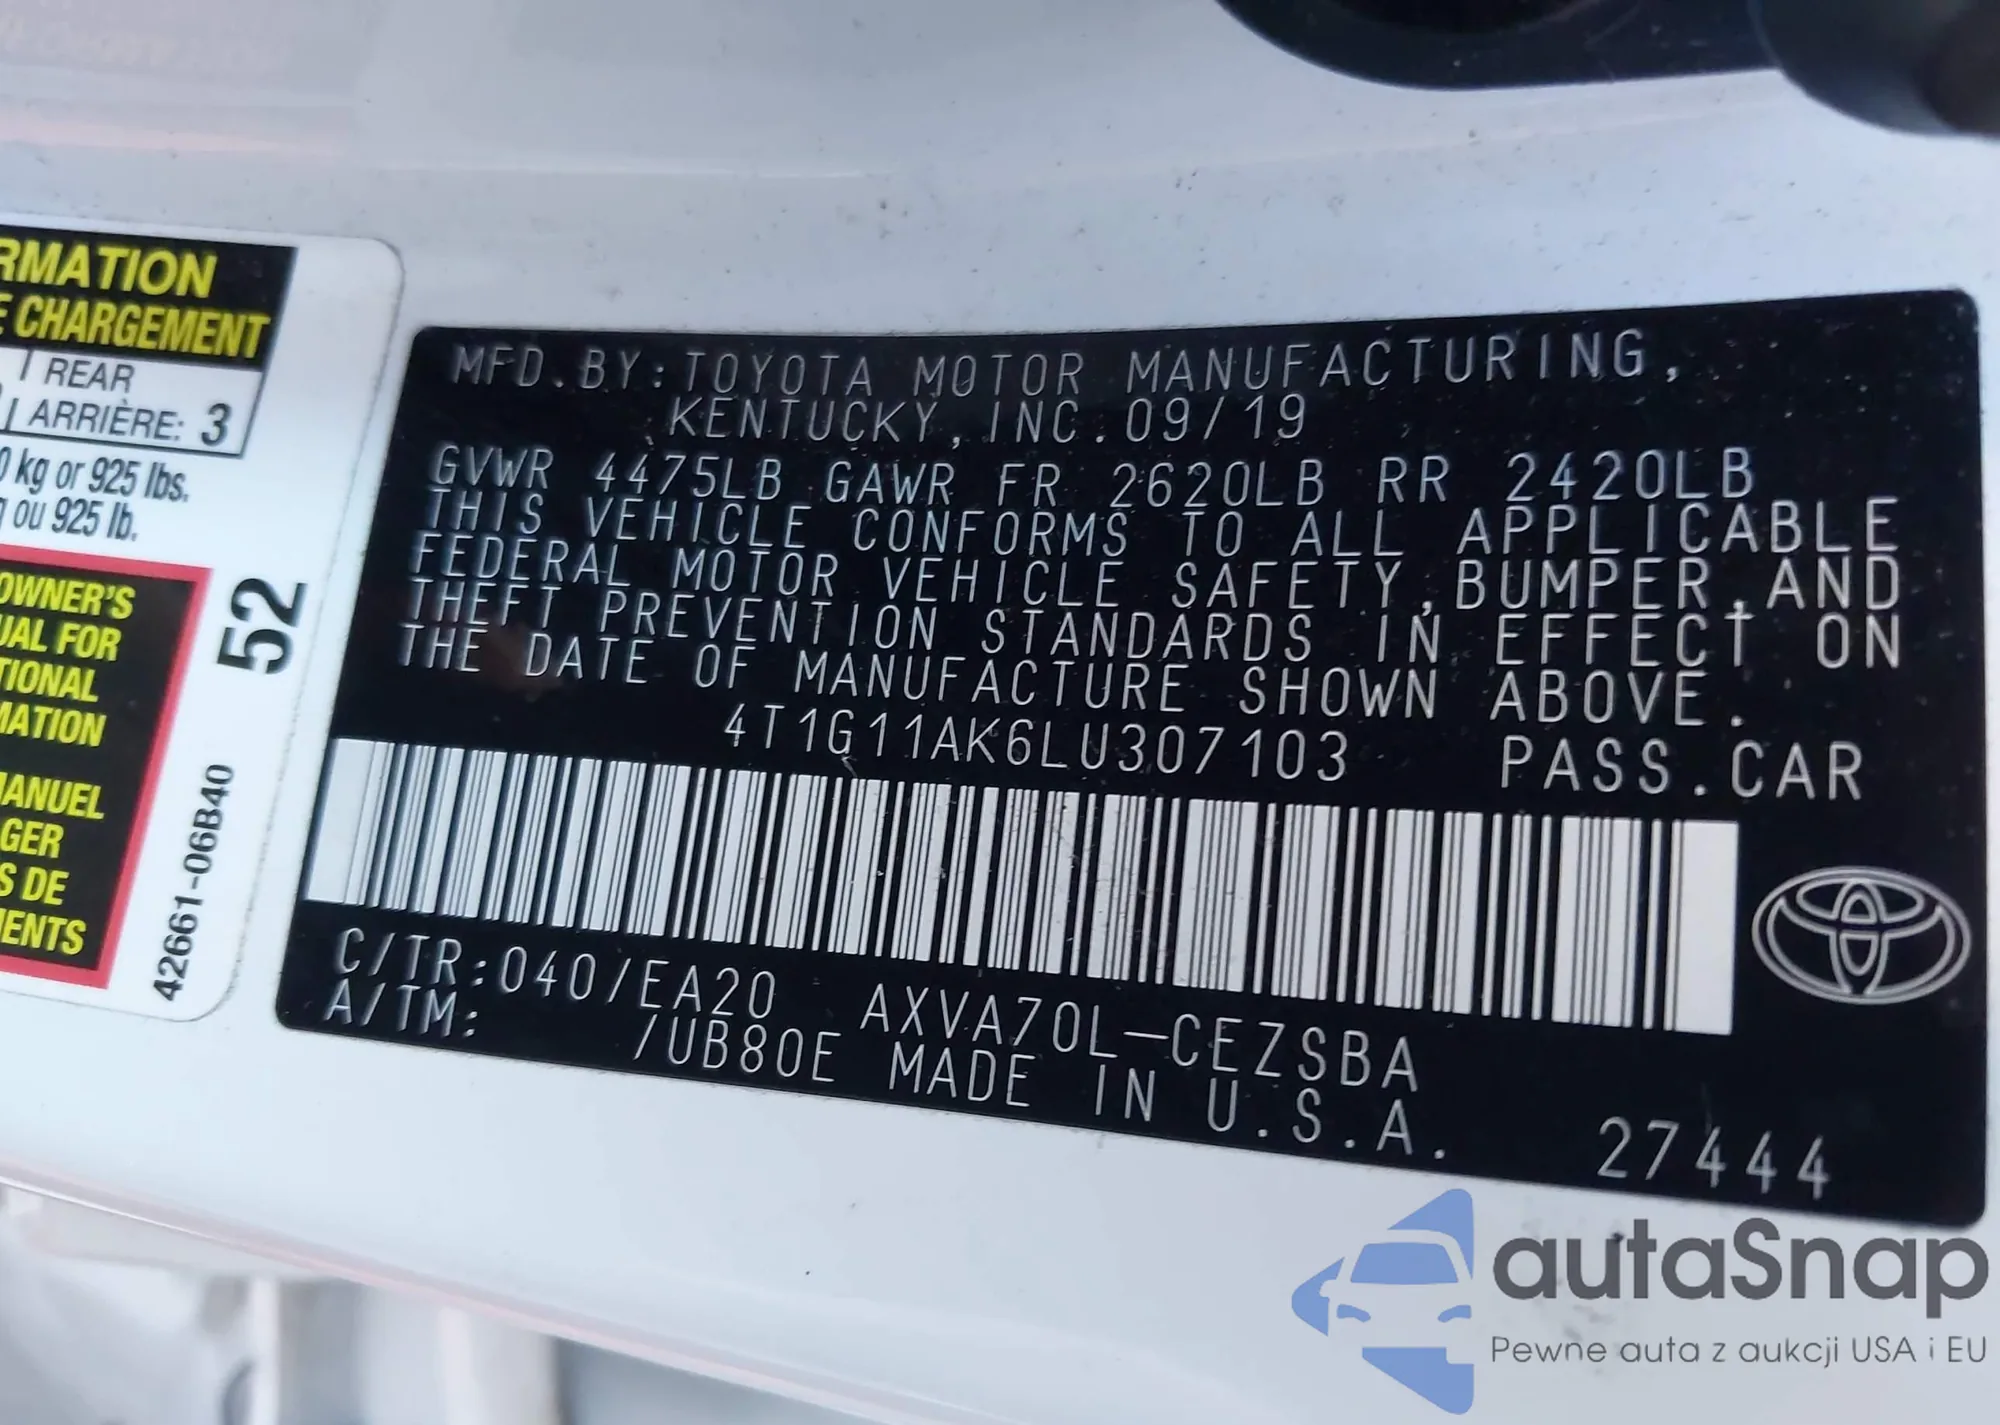 RMATION
E CHARGEMENT
REAR
ARRIÈRE: 3
0 kg or 925 lbs.
g ou 925 lb.
OWNER'S
UAL FOR
TIONAL
MATION
MANUEL
GER
S DE
MENTS
52
42661-06B40
MFD.BY:TOYOTA MOTOR MANUFACTURING,
KENTUCKY,INC.09/19
GVWR 4475LB GAWR FR 2620LB RR 2420LB
THIS VEHICLE CONFORMS TO ALL APPLICABLE
FEDERAL MOTOR VEHICLE SAFETY,BUMPER,AND
THEFT PREVENTION STANDARDS IN EFFECT ON
THE DATE OF MANUFACTURE SHOWN ABOVE.
4T1G11AK6LU307103 PASS.CAR
C/TR:040/EA20 AXVA70L-CEZSBA
A/TM: /UB80E MADE IN U.S.A.
27444
autaSnap
Pewne auta z aukcji USA i EU